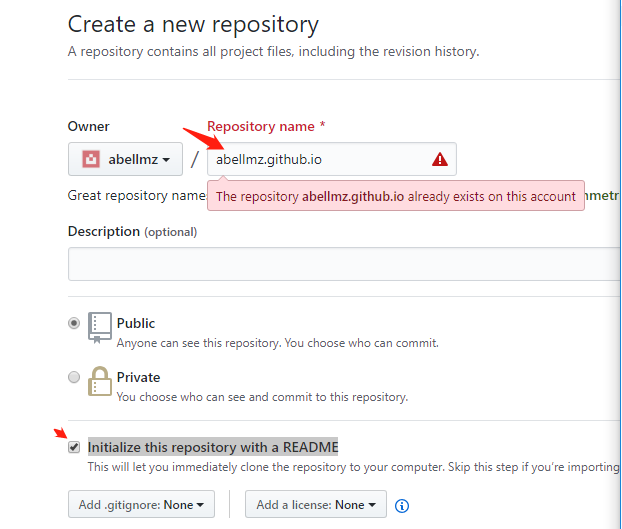 Create a new repository
A repository contains all project files, including the revision history.
Owner
Repository name *
abellmz
/
abellmz.github.io
Great repository name
The repository abellmz.github.io already exists on this account
Description (optional)
Public
Anyone can see this repository. You choose who can commit.
Private
You choose who can see and commit to this repository.
Initialize this repository with a README
This will let you immediately clone the repository to your computer. Skip this step if you're importing
Add .gitignore: None
Add a license: None